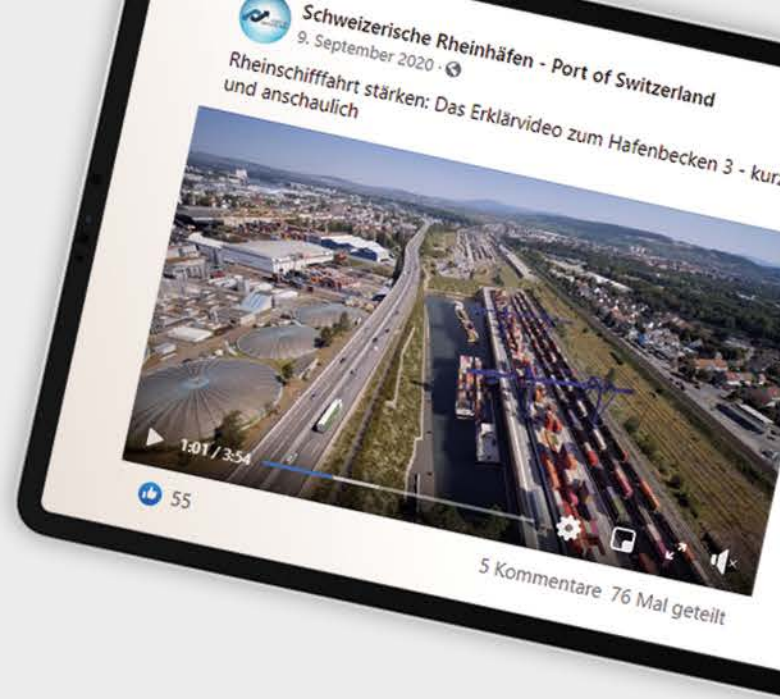 Schweizerische Rheinhäfen - Port of Switzerland
9. September 2020 ·
Rheinschifffahrt stärken: Das Erklärvideo zum Hafenbecken 3 -
und anschaulich
1:01 / 3:54
55
5 Kommentare 76 Mal geteilt